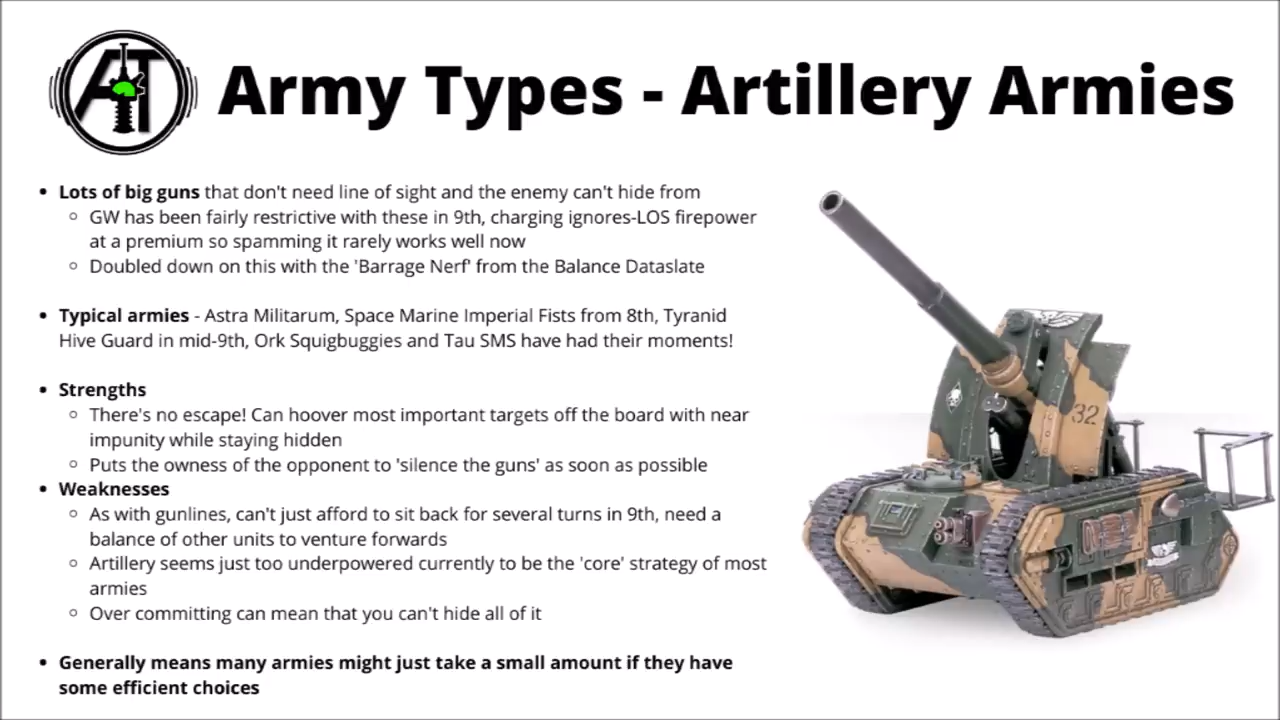 AT
Army Types - Artillery Armies
• Lots of big guns that don't need line of sight and the enemy can't hide from
○ GW has been fairly restrictive with these in 9th, charging ignores-LOS firepower
at a premium so spamming it rarely works well now
○ Doubled down on this with the 'Barrage Nerf' from the Balance Dataslate
• Typical armies - Astra Militarum, Space Marine Imperial Fists from 8th, Tyranid
Hive Guard in mid-9th, Ork Squigbuggies and Tau SMS have had their moments!
• Strengths
○ There's no escape! Can hoover most important targets off the board with near
impunity while staying hidden
○ Puts the owness of the opponent to 'silence the guns' as soon as possible
• Weaknesses
○ As with gunlines, can't just afford to sit back for several turns in 9th, need a
balance of other units to venture forwards
○ Artillery seems just too underpowered currently to be the 'core' strategy of most
armies
○ Over committing can mean that you can't hide all of it
• Generally means many armies might just take a small amount if they have
some efficient choices
32